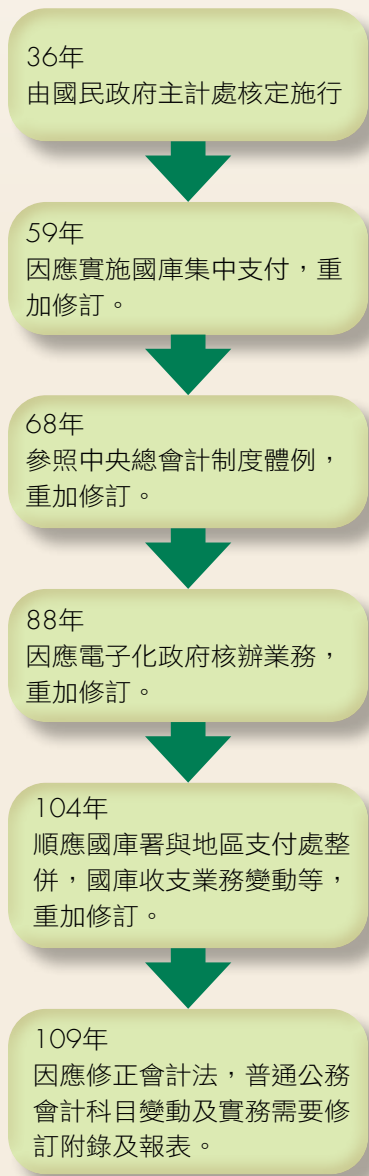 36年
由國民政府主計處核定施行
59年
因應實施國庫集中支付，重
加修訂。
68年
參照中央總會計制度體例，
重加修訂。
88年
因應電子化政府核辦業務，
重加修訂。
104年
順應國庫署與地區支付處整
併，國庫收支業務變動等，
重加修訂。
109年
因應修正會計法，普通公務
會計科目變動及實務需要修
訂附錄及報表。